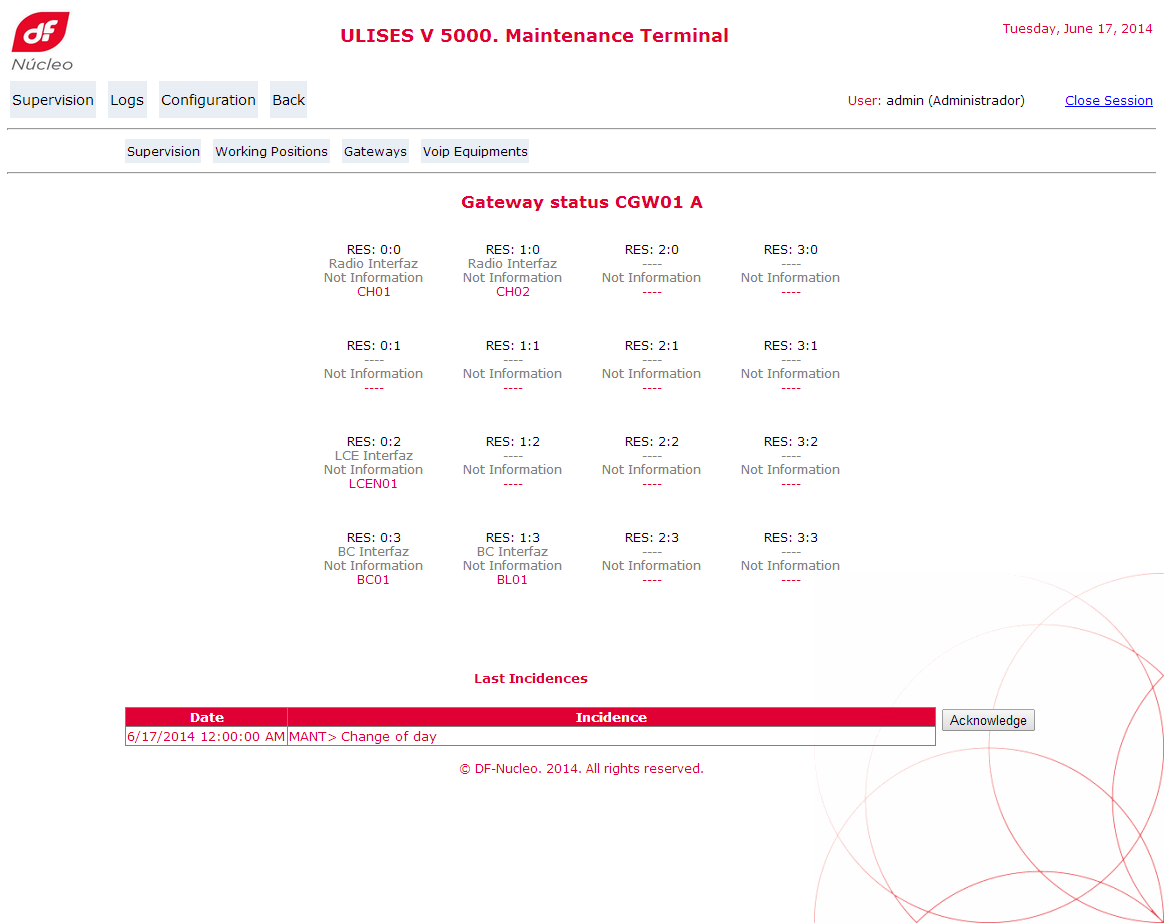 df
Núcleo
ULISES V 5000. Maintenance Terminal
Tuesday, June 17, 2014
Supervision Logs Configuration Back
User: admin (Administrador) Close Session
Supervision Working Positions Gateways Voip Equipments
Gateway status CGW01 A
RES: 0:0 RES: 1:0 RES: 2:0 RES: 3:0
Radio Interfaz Radio Interfaz ---- ----
Not Information Not Information Not Information Not Information
CH01 CH02 ---- ----
RES: 0:1 RES: 1:1 RES: 2:1 RES: 3:1
---- ---- ---- ----
Not Information Not Information Not Information Not Information
---- ---- ---- ----
RES: 0:2 RES: 1:2 RES: 2:2 RES: 3:2
LCE Interfaz ---- ---- ----
Not Information Not Information Not Information Not Information
LCEN01 ---- ---- ----
RES: 0:3 RES: 1:3 RES: 2:3 RES: 3:3
BC Interfaz BC Interfaz ---- ----
Not Information Not Information Not Information Not Information
BC01 BL01 ---- ----
Last Incidences
Date Incidence
Acknowledge
6/17/2014 12:00:00 AM MANT> Change of day
© DF-Nucleo. 2014. All rights reserved.